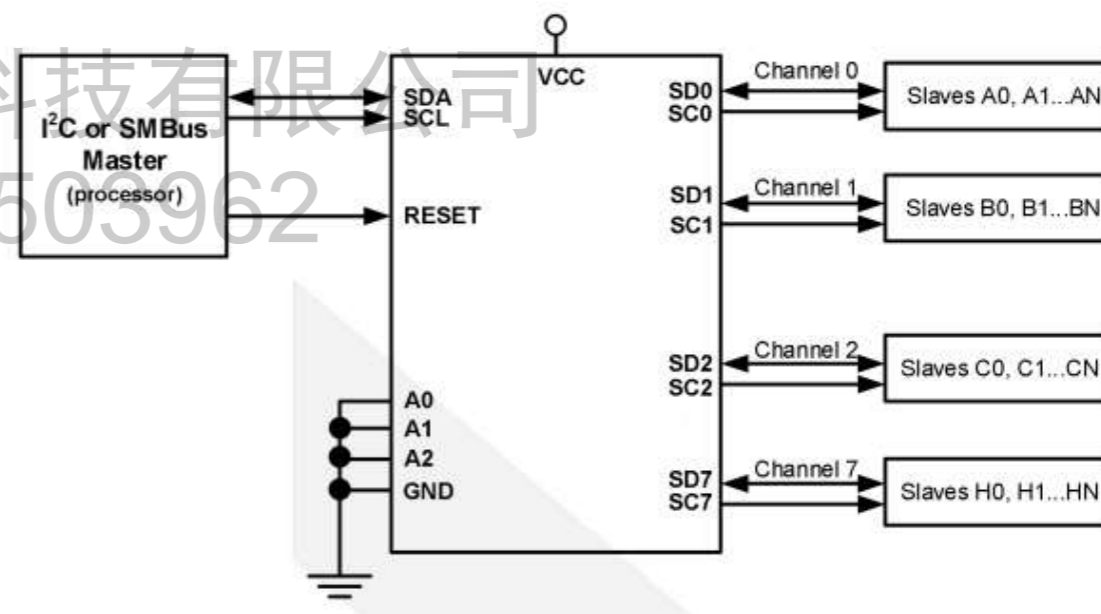 科技有限公司
503962
I²C or SMBus
Master
(processor)
VCC
SDA
SCL
RESET
A0
A1
A2
GND
SD0
SC0
SD1
SC1
SD2
SC2
SD7
SC7
Channel 0
Channel 1
Channel 2
Channel 7
Slaves A0, A1...AN
Slaves B0, B1...BN
Slaves C0, C1...CN
Slaves H0, H1...HN